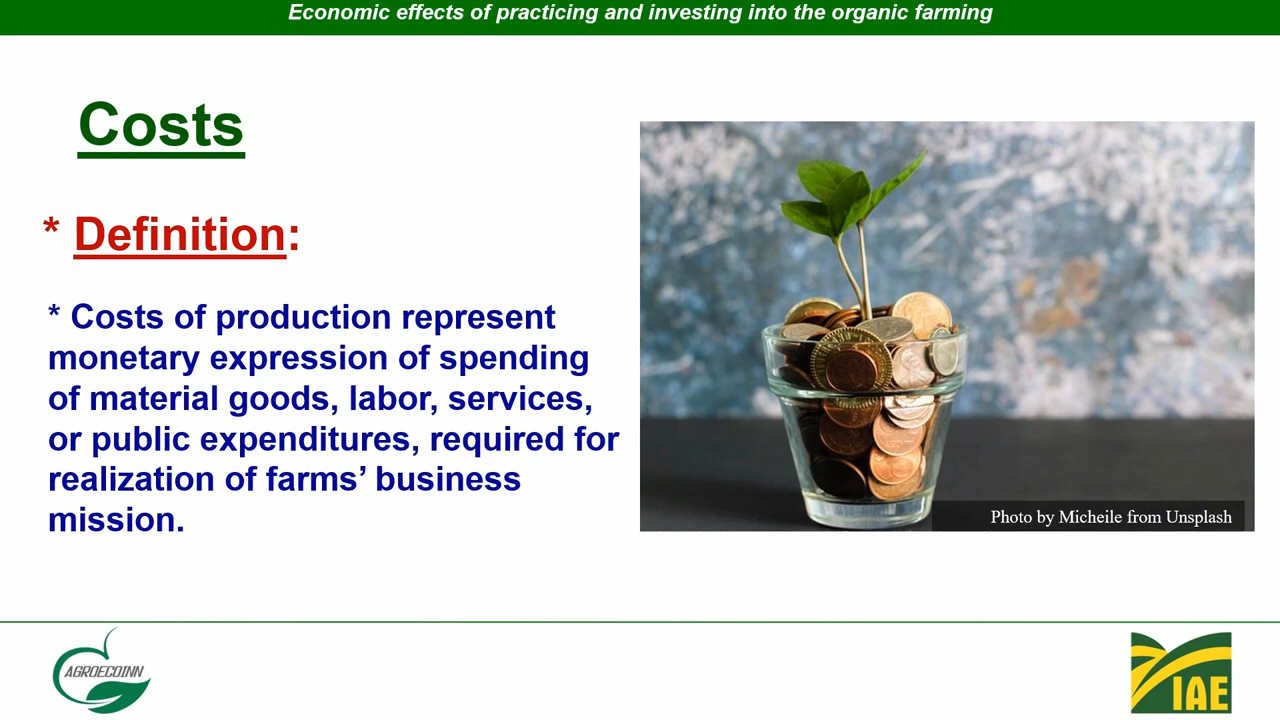 Economic effects of practicing and investing into the organic farming
Costs
* Definition:
* Costs of production represent
monetary expression of spending
of material goods, labor, services,
or public expenditures, required for
realization of farms’ business
mission.
Photo by Micheile from Unsplash
AGROECOINN
IAE